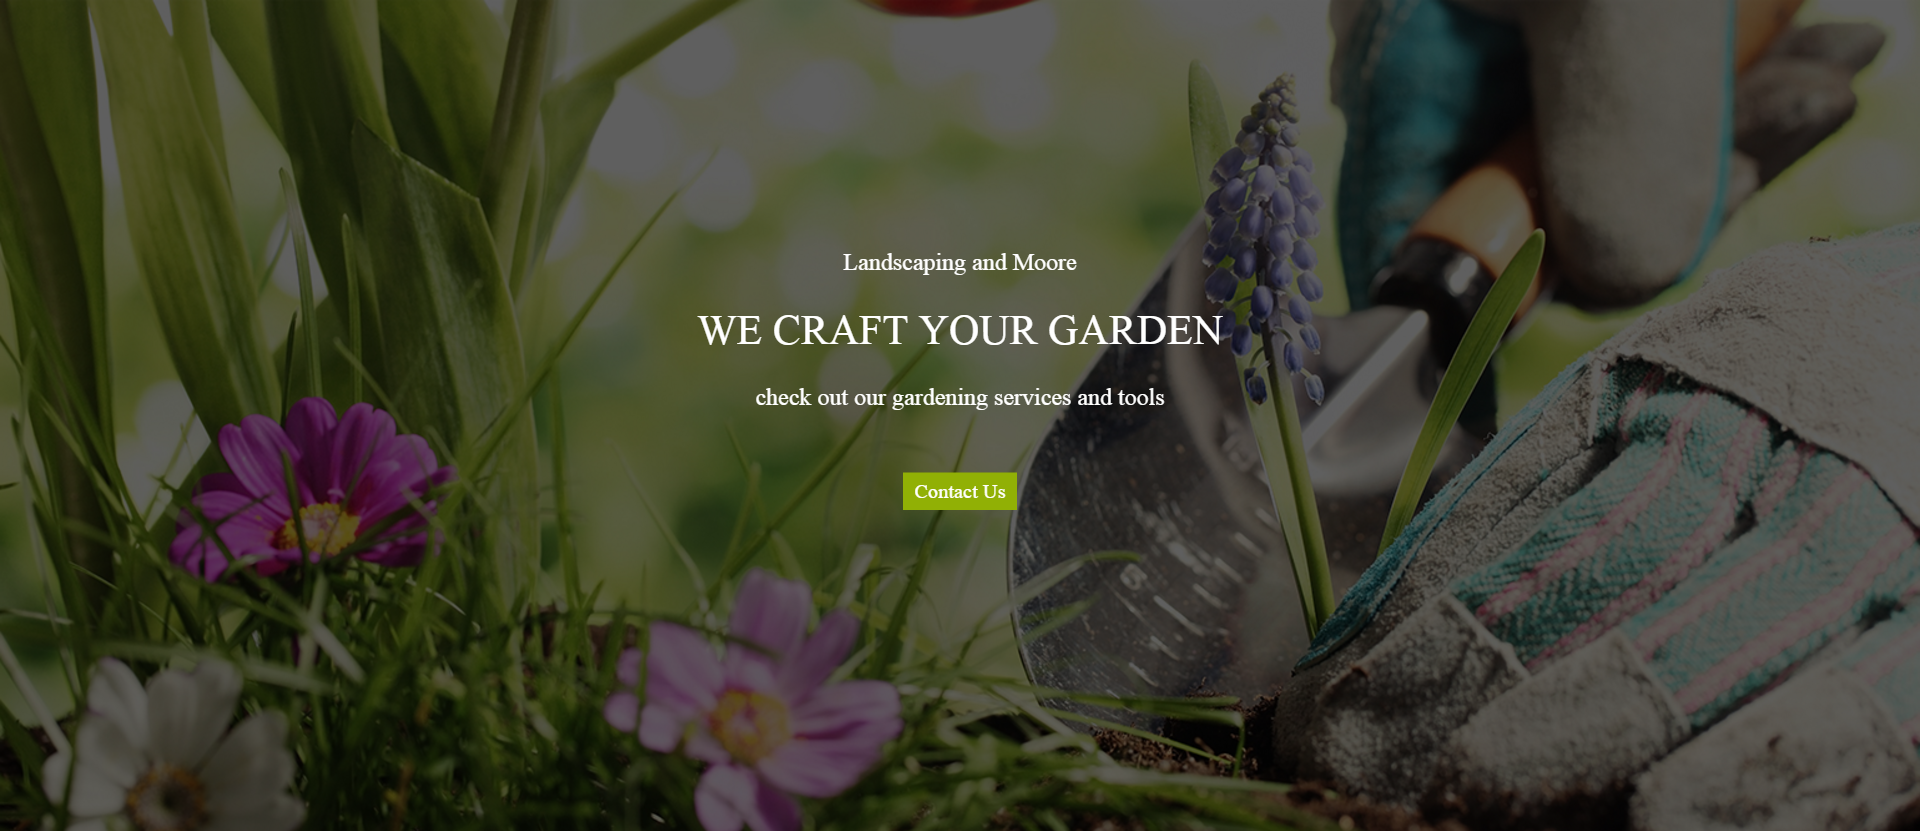 Landscaping and Moore
WE CRAFT YOUR GARDEN
check out our gardening services and tools
Contact Us